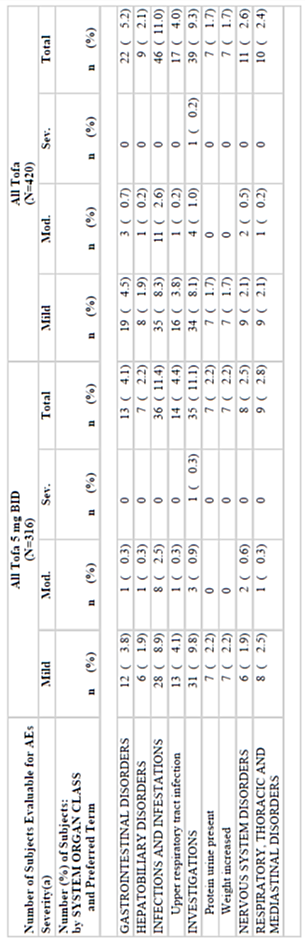 Number of Subjects Evaluable for AEs All Tofa 5 mg BID (N=316) All Tofa (N=420)
Severity(a) Mild Mod. Sev. Total Mild Mod. Sev. Total
Number (%) of Subjects: by SYSTEM ORGAN CLASS and Preferred Term n (%) n (%) n (%) n (%) n (%) n (%) n (%) n (%)
GASTROINTESTINAL DISORDERS 12 ( 3.8) 1 ( 0.3) 0 13 ( 4.1) 19 ( 4.5) 3 ( 0.7) 0 22 ( 5.2)
HEPATOBILIARY DISORDERS 6 ( 1.9) 1 ( 0.3) 0 7 ( 2.2) 8 ( 1.9) 1 ( 0.2) 0 9 ( 2.1)
INFECTIONS AND INFESTATIONS 28 ( 8.9) 8 ( 2.5) 0 36 ( 11.4) 35 ( 8.3) 11 ( 2.6) 0 46 ( 11.0)
Upper respiratory tract infection 13 ( 4.1) 1 ( 0.3) 0 14 ( 4.4) 16 ( 3.8) 1 ( 0.2) 0 17 ( 4.0)
INVESTIGATIONS 31 ( 9.8) 3 ( 0.9) 1 ( 0.3) 35 ( 11.1) 34 ( 8.1) 4 ( 1.0) 1 ( 0.2) 39 ( 9.3)
Protein urine present 7 ( 2.2) 0 0 7 ( 2.2) 7 ( 1.7) 0 0 7 ( 1.7)
Weight increased 7 ( 2.2) 0 0 7 ( 2.2) 7 ( 1.7) 0 0 7 ( 1.7)
NERVOUS SYSTEM DISORDERS 6 ( 1.9) 2 ( 0.6) 0 8 ( 2.5) 9 ( 2.1) 2 ( 0.5) 0 11 ( 2.6)
RESPIRATORY, THORACIC AND MEDIASTINAL DISORDERS 8 ( 2.5) 1 ( 0.3) 0 9 ( 2.8) 9 ( 2.1) 1 ( 0.2) 0 10 ( 2.4)